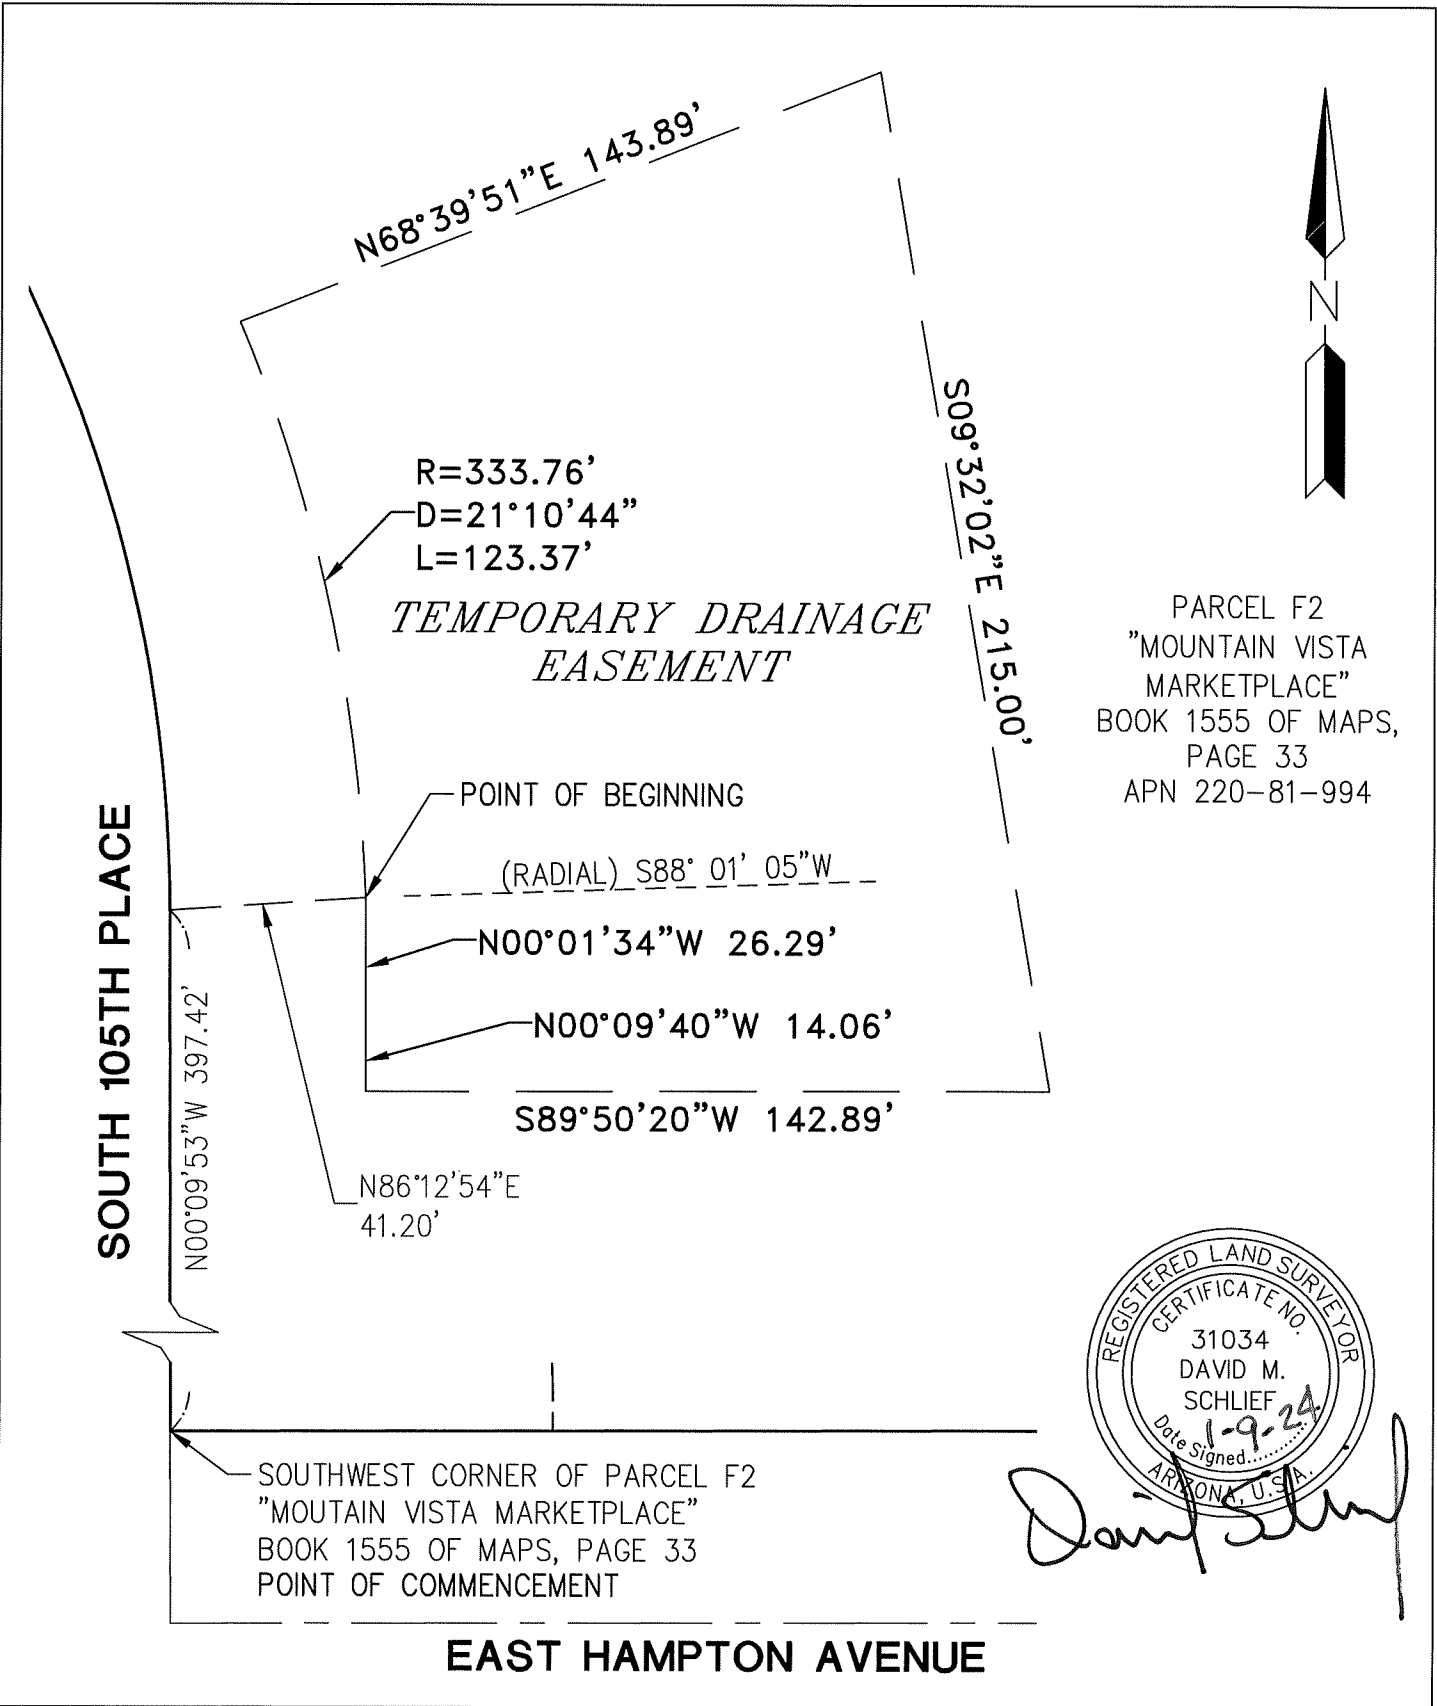 N68°39'51"E 143.89'
N
S09°32'02"E 215.00'
R=333.76'
D=21°10'44"
L=123.37'
TEMPORARY DRAINAGE
EASEMENT
PARCEL F2
"MOUNTAIN VISTA
MARKETPLACE"
BOOK 1555 OF MAPS,
PAGE 33
APN 220-81-994
POINT OF BEGINNING
(RADIAL) S88° 01' 05"W
N00°01'34"W 26.29'
N00°09'40"W 14.06'
S89°50'20"W 142.89'
SOUTH 105TH PLACE
N00°09'53"W 397.42'
N86°12'54"E
41.20'
REGISTERED LAND SURVEYOR
CERTIFICATE NO.
31034
DAVID M.
SCHLIEF
1-9-24
Date Signed..........
ARIZONA, U.S.A.
David Schlief
SOUTHWEST CORNER OF PARCEL F2
"MOUTAIN VISTA MARKETPLACE"
BOOK 1555 OF MAPS, PAGE 33
POINT OF COMMENCEMENT
EAST HAMPTON AVENUE